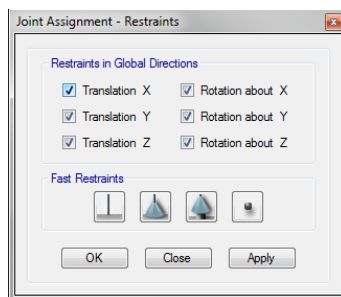 Joint Assignment - Restraints
Restraints in Global Directions
Translation X Rotation about X
Translation Y Rotation about Y
Translation Z Rotation about Z
Fast Restraints
OK Close Apply